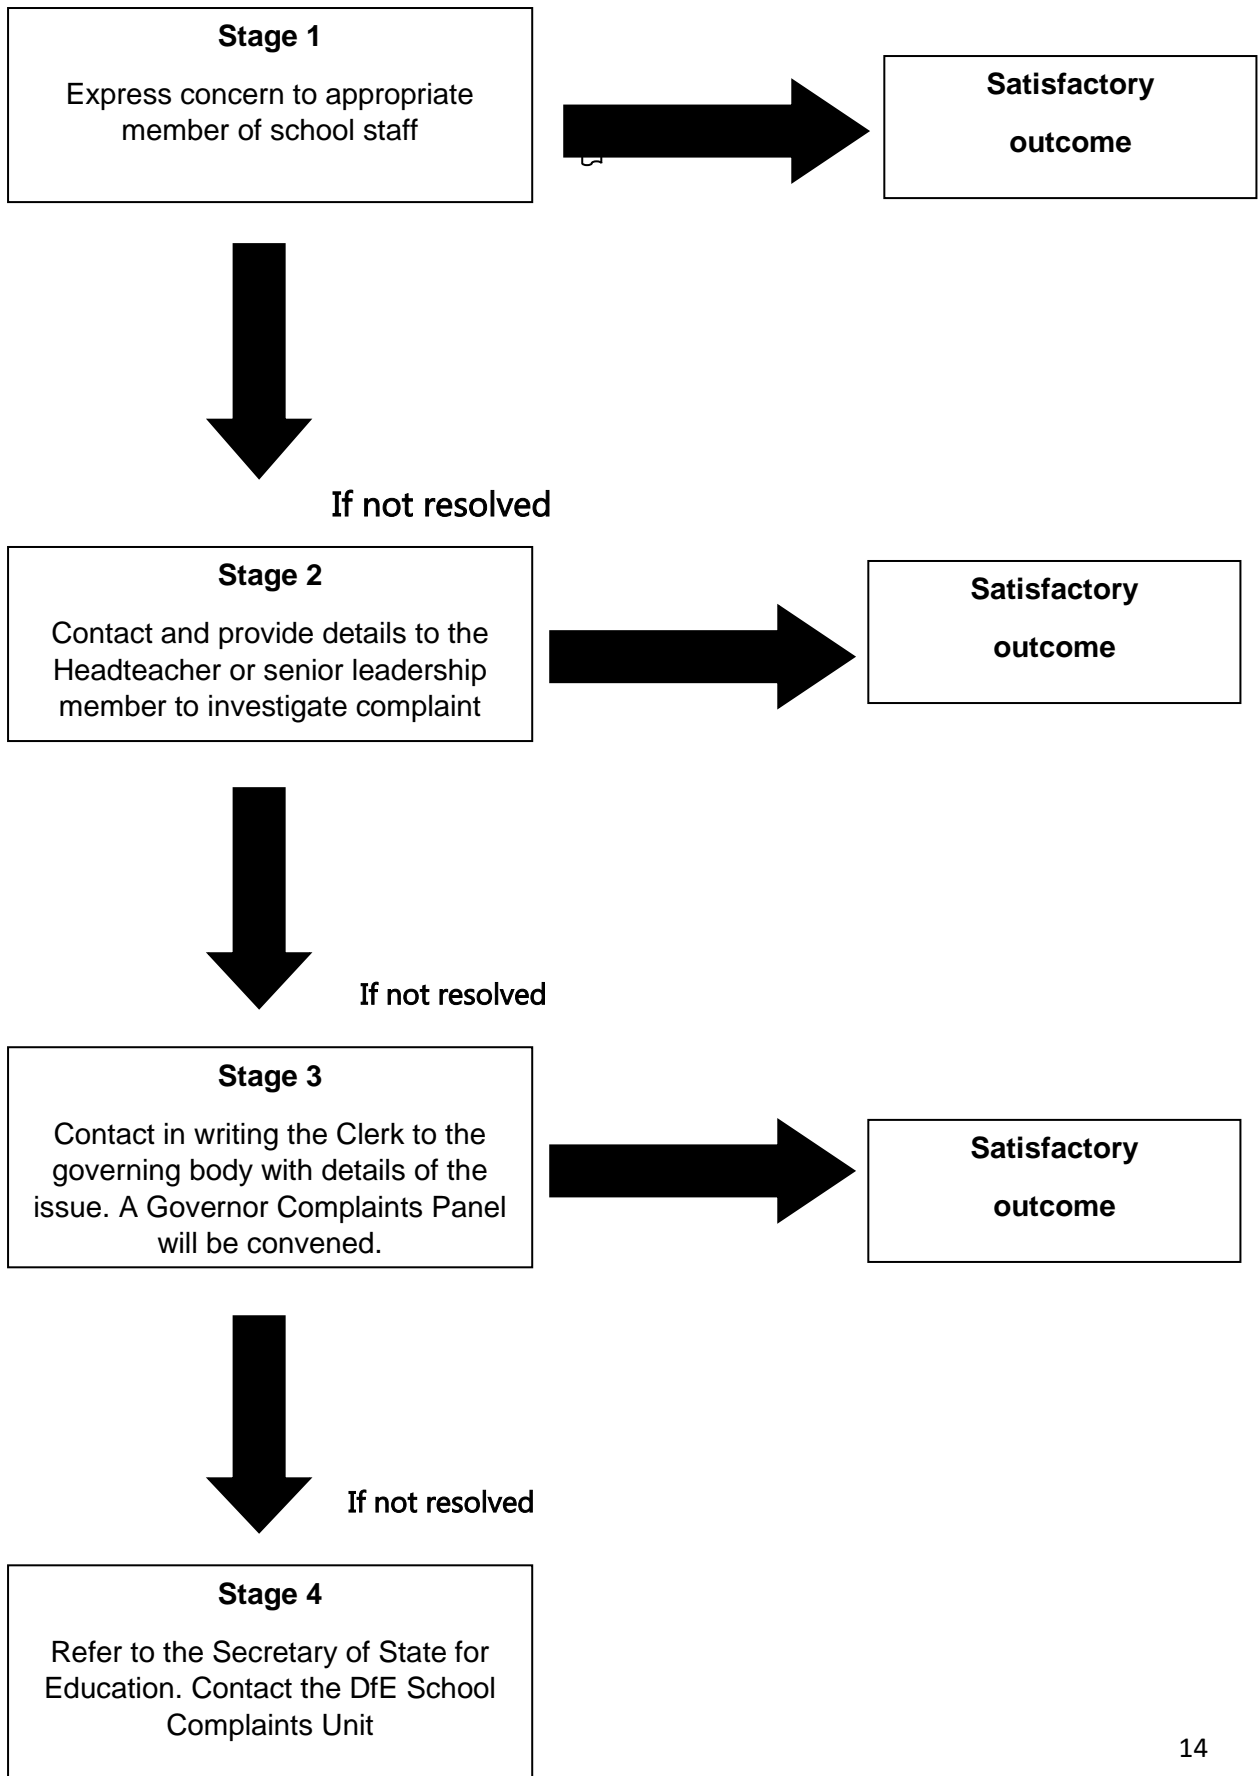 Stage 1
Express concern to appropriate
member of school staff
Satisfactory
outcome
If not resolved
Stage 2
Contact and provide details to the
Headteacher or senior leadership
member to investigate complaint
Satisfactory
outcome
If not resolved
Stage 3
Contact in writing the Clerk to the
governing body with details of the
issue. A Governor Complaints Panel
will be convened.
Satisfactory
outcome
If not resolved
Stage 4
Refer to the Secretary of State for
Education. Contact the DfE School
Complaints Unit
14